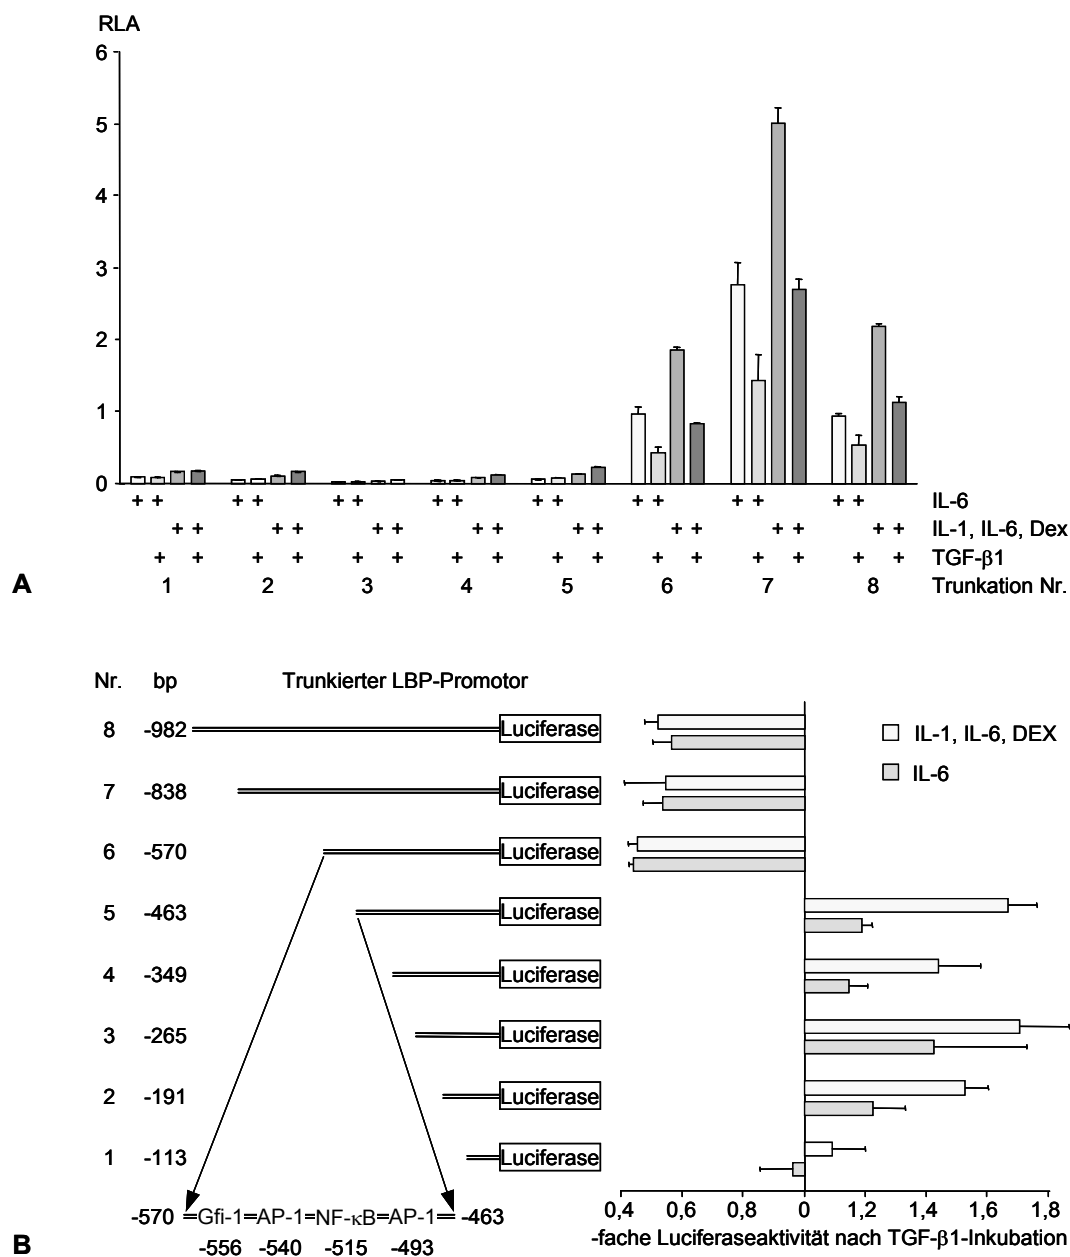 RLA
6
5
4
3
2
1
0
+ + + + + + + + + + + + + + + + IL-6
+ + + + + + + + + + + + + + + + IL-1, IL-6, Dex
+ + + + + + + + + + + + + + + + TGF-β1
A 1 2 3 4 5 6 7 8 Trunkation Nr.
Nr. bp Trunkierter LBP-Promotor
8 -982 Luciferase
IL-1, IL-6, DEX
IL-6
7 -838 Luciferase
6 -570 Luciferase
5 -463 Luciferase
4 -349 Luciferase
3 -265 Luciferase
2 -191 Luciferase
1 -113 Luciferase
-570 =Gfi-1=AP-1=NF-κB=AP-1= -463
-556 -540 -515 -493
0,4 0,6 0,8 0 1,2 1,4 1,6 1,8
-fache Luciferaseaktivität nach TGF-β1-Inkubation
B